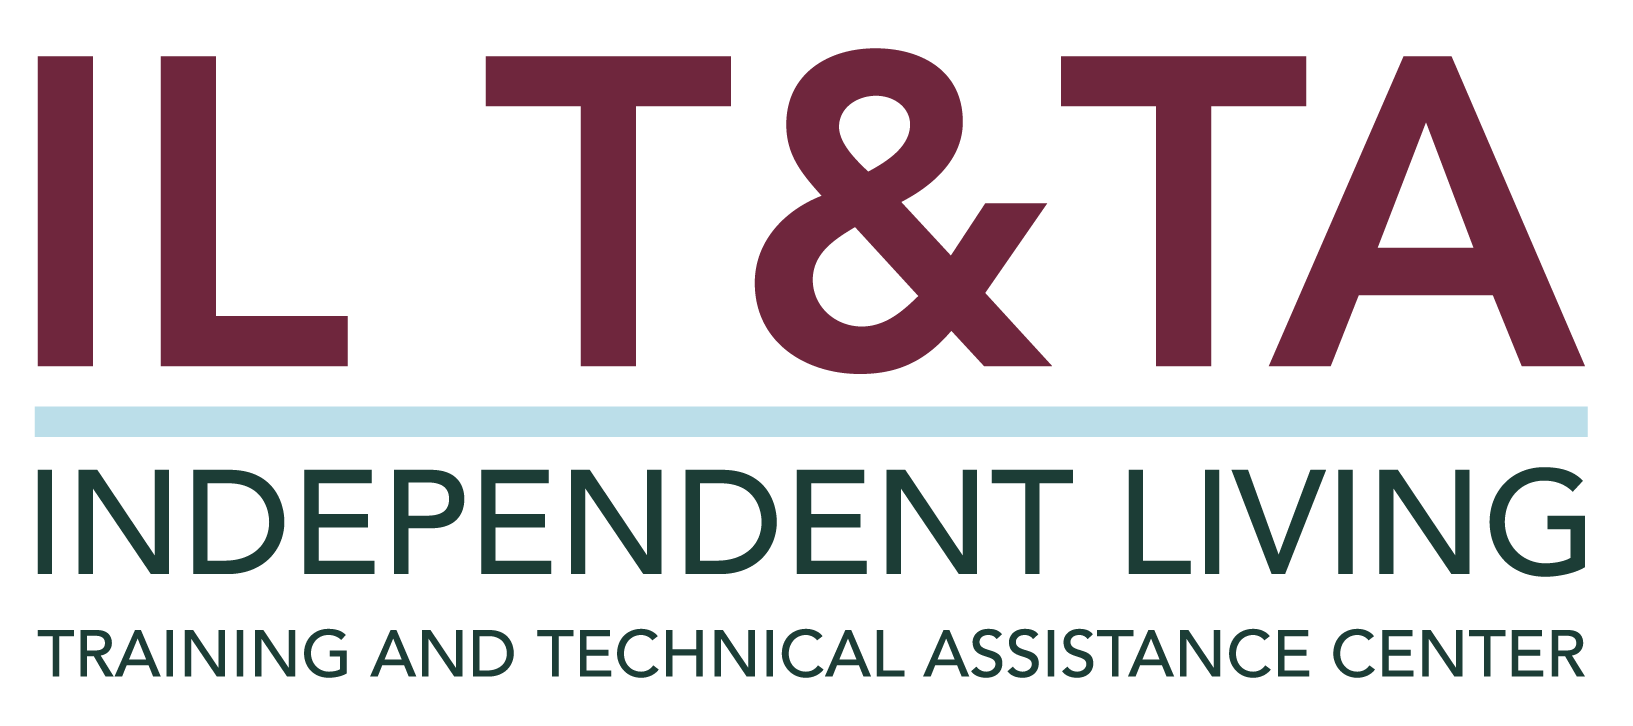 IL T&TA
INDEPENDENT LIVING
TRAINING AND TECHNICAL ASSISTANCE CENTER